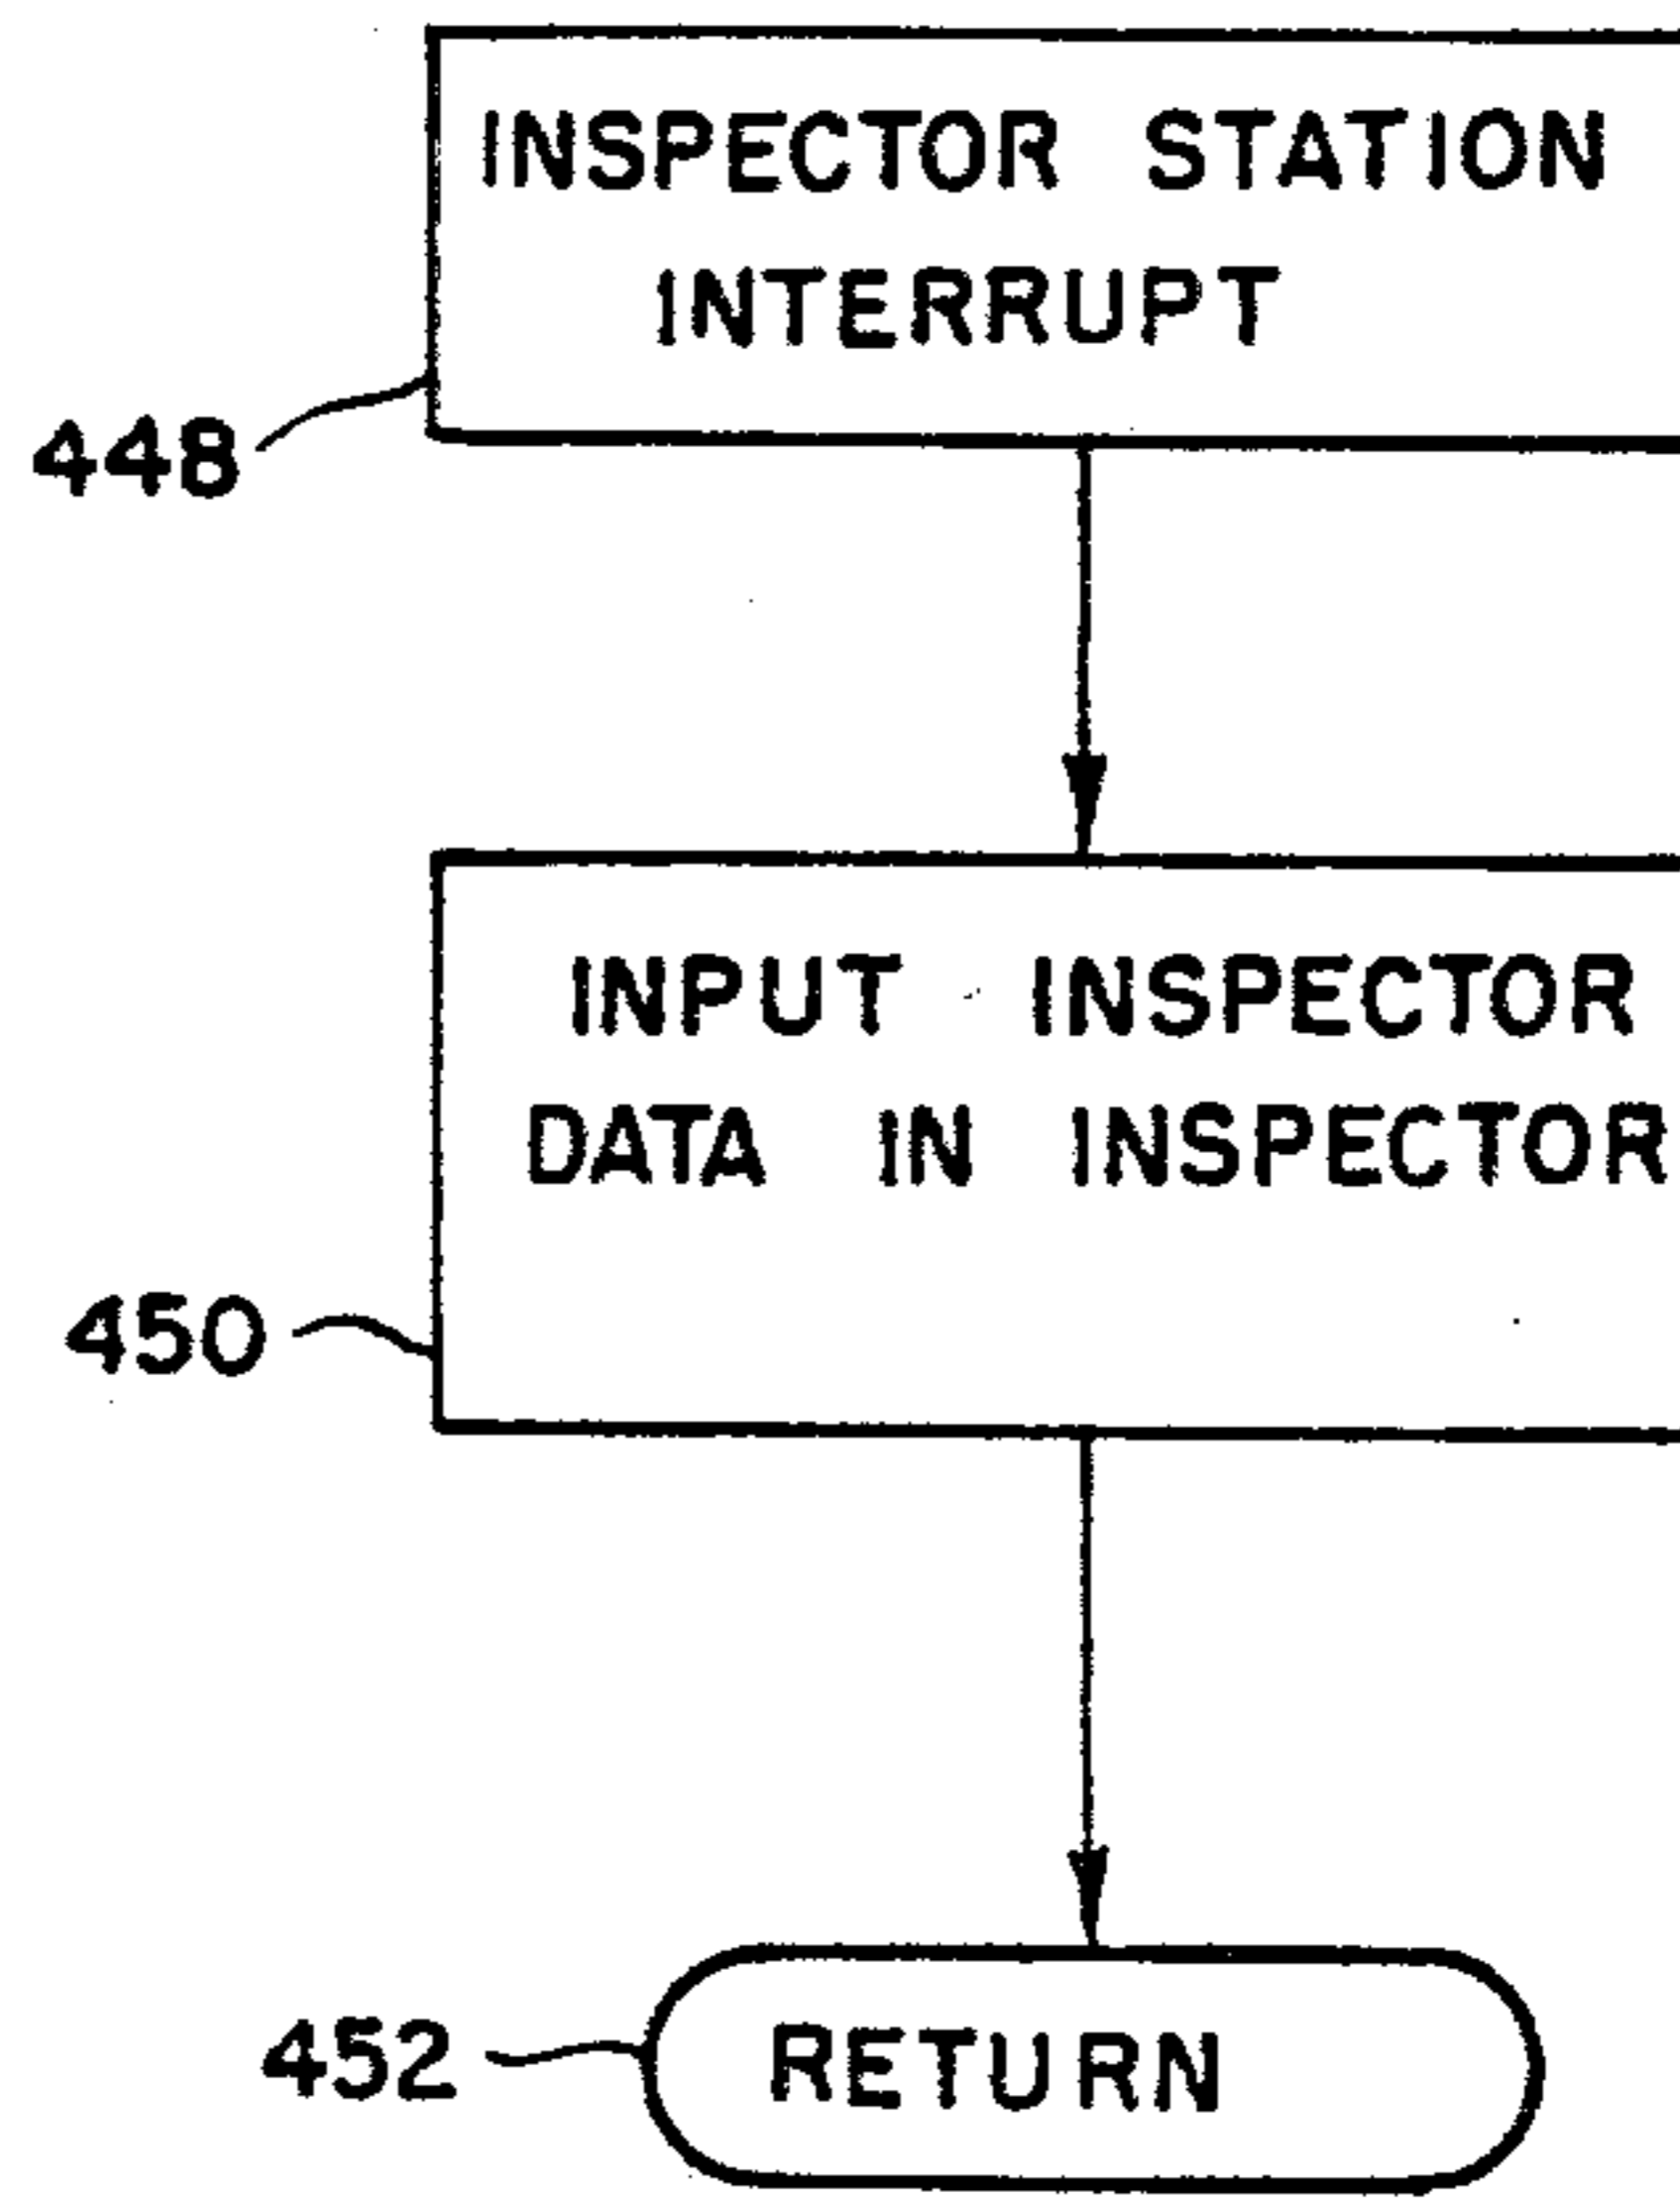 INSPECTOR STATION
INTERRUPT
448
INPUT INSPECTOR
DATA IN INSPECTOR
450
452
RETURN